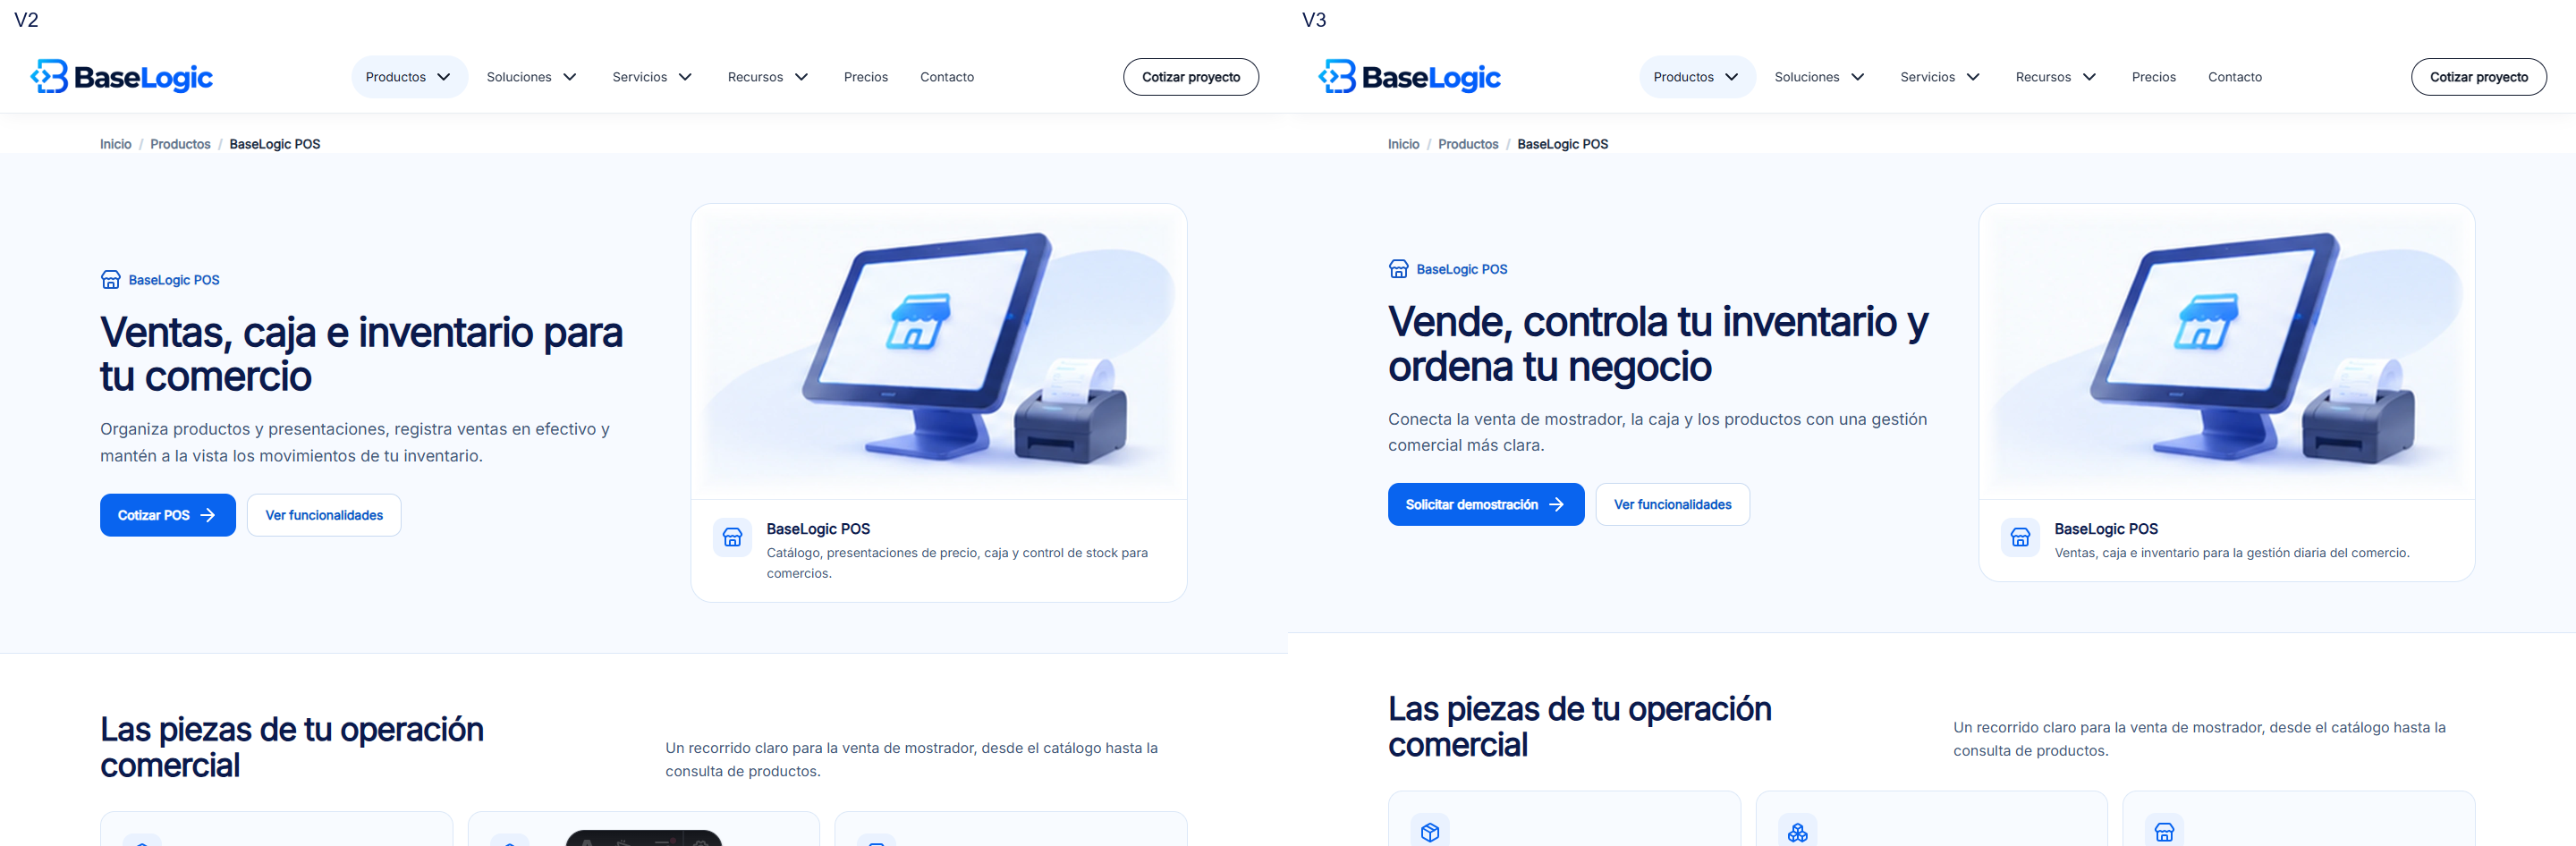 V2
BaseLogic
Productos
Soluciones
Servicios
Recursos
Precios
Contacto
Cotizar proyecto
Inicio / Productos / BaseLogic POS
BaseLogic POS
Ventas, caja e inventario para
tu comercio
Organiza productos y presentaciones, registra ventas en efectivo y
mantén a la vista los movimientos de tu inventario.
Cotizar POS
Ver funcionalidades
BaseLogic POS
Catálogo, presentaciones de precio, caja y control de stock para
comercios.
Las piezas de tu operación
comercial
Un recorrido claro para la venta de mostrador, desde el catálogo hasta la
consulta de productos.
V3
BaseLogic
Productos
Soluciones
Servicios
Recursos
Precios
Contacto
Cotizar proyecto
Inicio / Productos / BaseLogic POS
BaseLogic POS
Vende, controla tu inventario y
ordena tu negocio
Conecta la venta de mostrador, la caja y los productos con una gestión
comercial más clara.
Solicitar demostración
Ver funcionalidades
BaseLogic POS
Ventas, caja e inventario para la gestión diaria del comercio.
Las piezas de tu operación
comercial
Un recorrido claro para la venta de mostrador, desde el catálogo hasta la
consulta de productos.